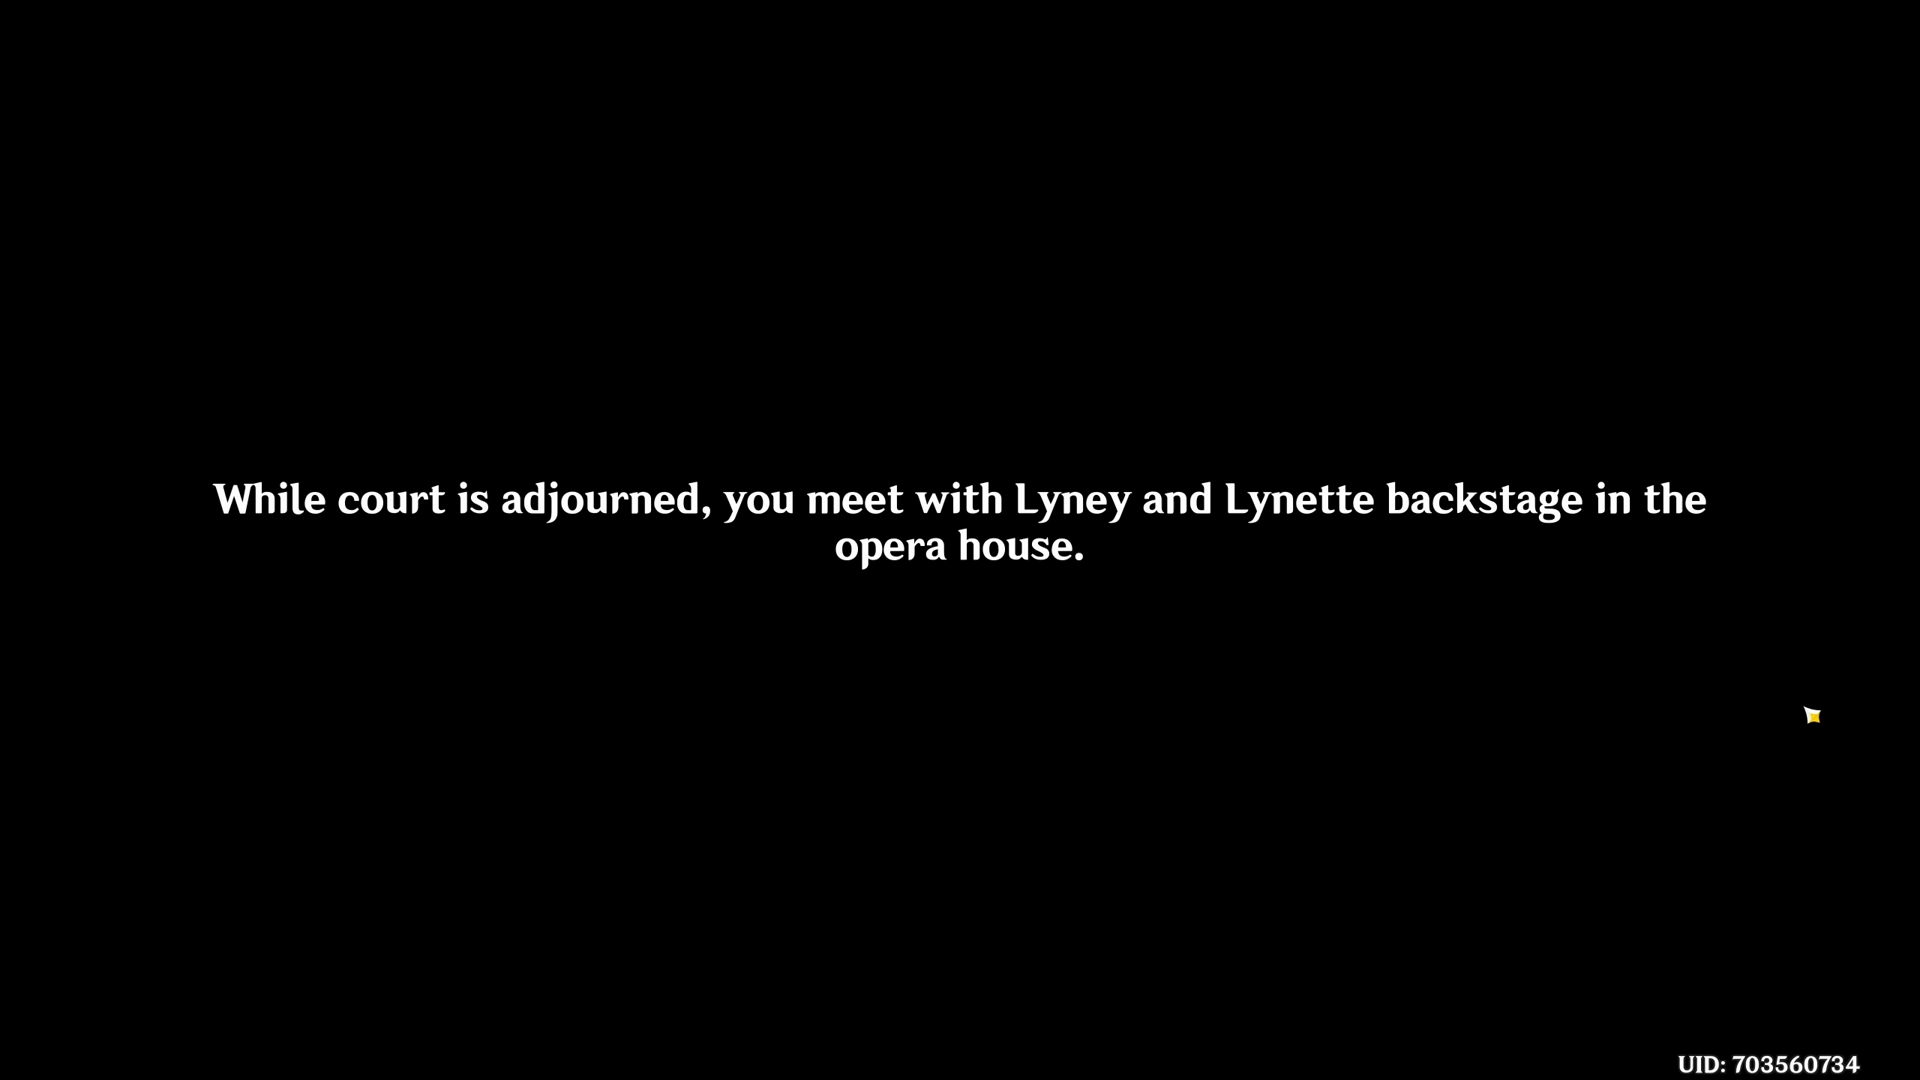 While court is adjourned, you meet with Lyney and Lynette backstage in the
opera house.
UID: 703560734